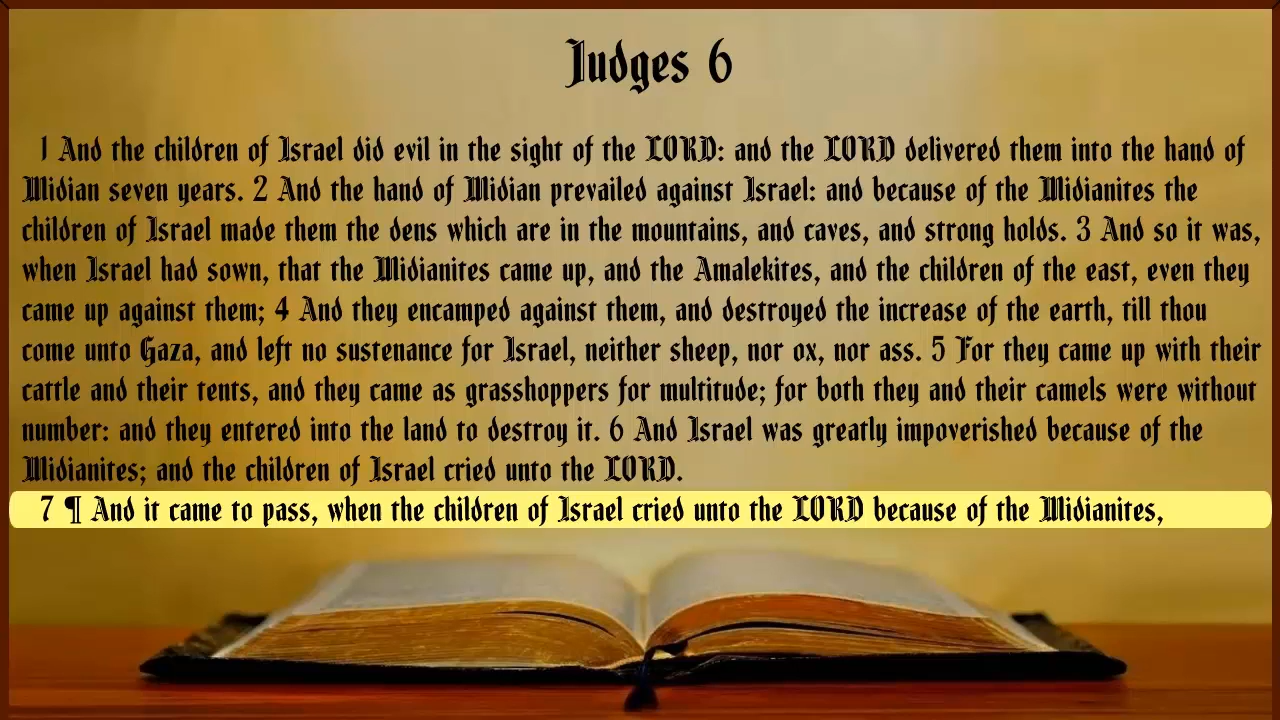 Judges 6
1 And the children of Israel did evil in the sight of the LORD: and the LORD delivered them into the hand of
Midian seven years. 2 And the hand of Midian prevailed against Israel: and because of the Midianites the
children of Israel made them the dens which are in the mountains, and caves, and strong holds. 3 And so it was,
when Israel had sown, that the Midianites came up, and the Amalekites, and the children of the east, even they
came up against them; 4 And they encamped against them, and destroyed the increase of the earth, till thou
come unto Gaza, and left no sustenance for Israel, neither sheep, nor ox, nor ass. 5 For they came up with their
cattle and their tents, and they came as grasshoppers for multitude; for both they and their camels were without
number: and they entered into the land to destroy it. 6 And Israel was greatly impoverished because of the
Midianites; and the children of Israel cried unto the LORD.
7 ¶ And it came to pass, when the children of Israel cried unto the LORD because of the Midianites,